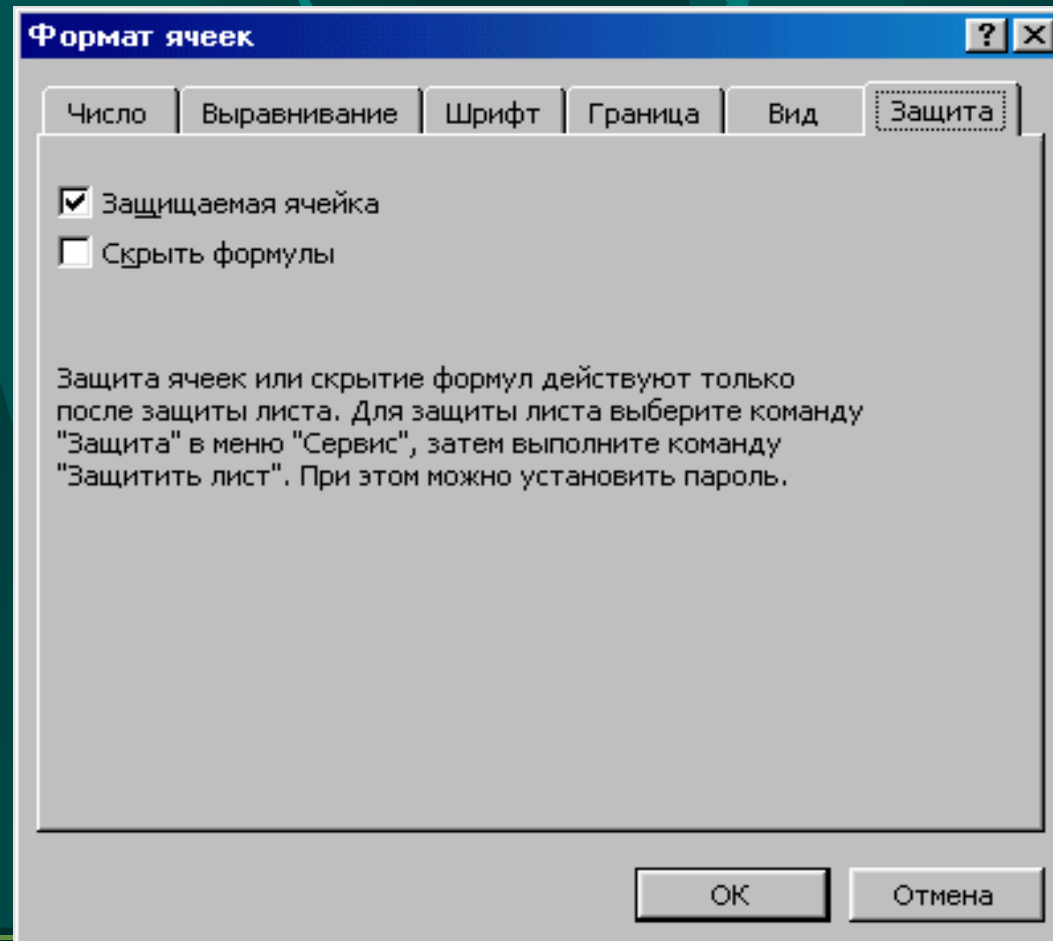 Формат ячеек
Число Выравнивание Шрифт Граница Вид Защита
Защищаемая ячейка
Скрыть формулы
Защита ячеек или скрытие формул действуют только
после защиты листа. Для защиты листа выберите команду
"Защита" в меню "Сервис", затем выполните команду
"Защитить лист". При этом можно установить пароль.
ОК Отмена